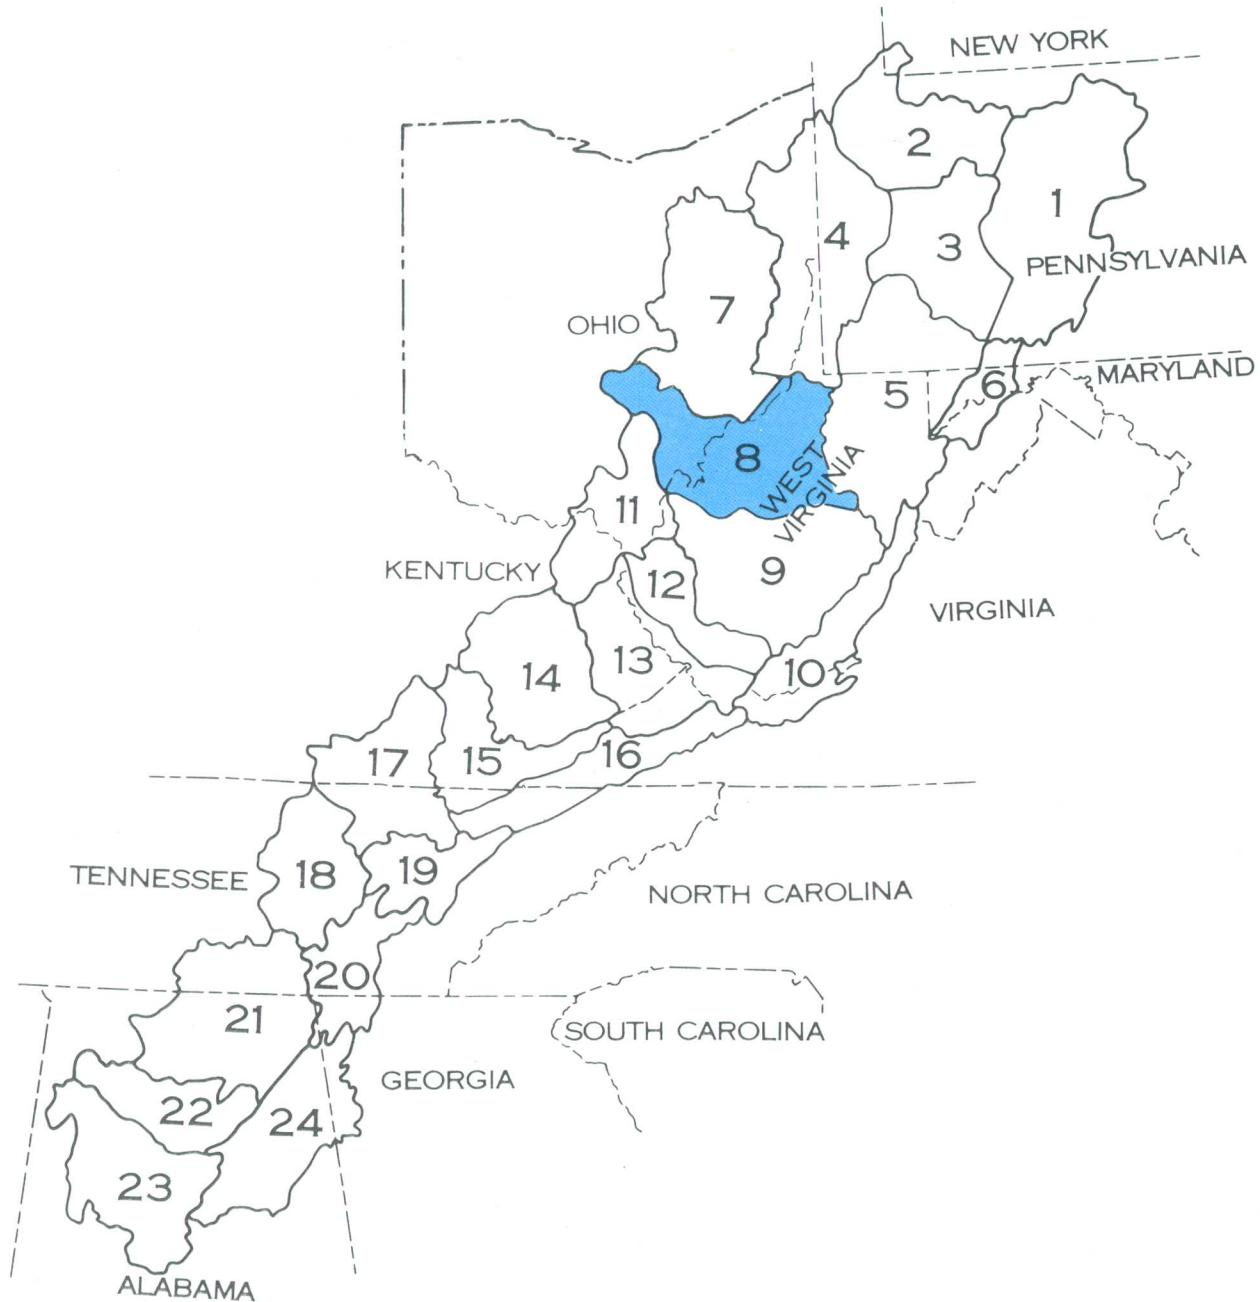 NEW YORK
2
1
4
3
PENNSYLVANIA
7
OHIO
MARYLAND
6
5
8
WEST
VIRGINIA
11
9
KENTUCKY
12
VIRGINIA
13
10
14
16
17
15
TENNESSEE
18
19
NORTH CAROLINA
20
21
SOUTH CAROLINA
GEORGIA
22
24
23
ALABAMA